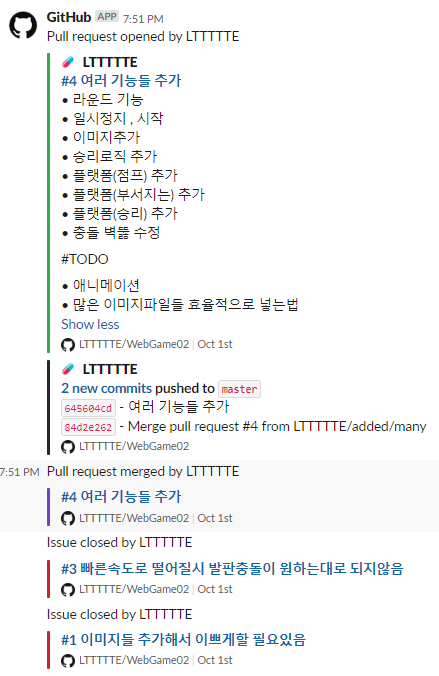 GitHub APP 7:51 PM
Pull request opened by LTTTTTE
LTTTTTE
#4 여러 기능들 추가
• 라운드 기능
• 일시정지 , 시작
• 이미지추가
• 승리로직 추가
• 플랫폼(점프) 추가
• 플랫폼(부서지는) 추가
• 플랫폼(승리) 추가
• 충돌 벽뚫 수정
#TODO
• 애니메이션
• 많은 이미지파일들 효율적으로 넣는법
Show less
LTTTTTE/WebGame02 | Oct 1st
LTTTTTE
2 new commits pushed to master
645604cd - 여러 기능들 추가
84d2e262 - Merge pull request #4 from LTTTTTE/added/many
LTTTTTE/WebGame02
7:51 PM Pull request merged by LTTTTTE
#4 여러 기능들 추가
LTTTTTE/WebGame02 | Oct 1st
Issue closed by LTTTTTE
#3 빠른속도로 떨어질시 발판충돌이 원하는대로 되지않음
LTTTTTE/WebGame02 | Oct 1st
Issue closed by LTTTTTE
#1 이미지들 추가해서 이쁘게할 필요있음
LTTTTTE/WebGame02 | Oct 1st